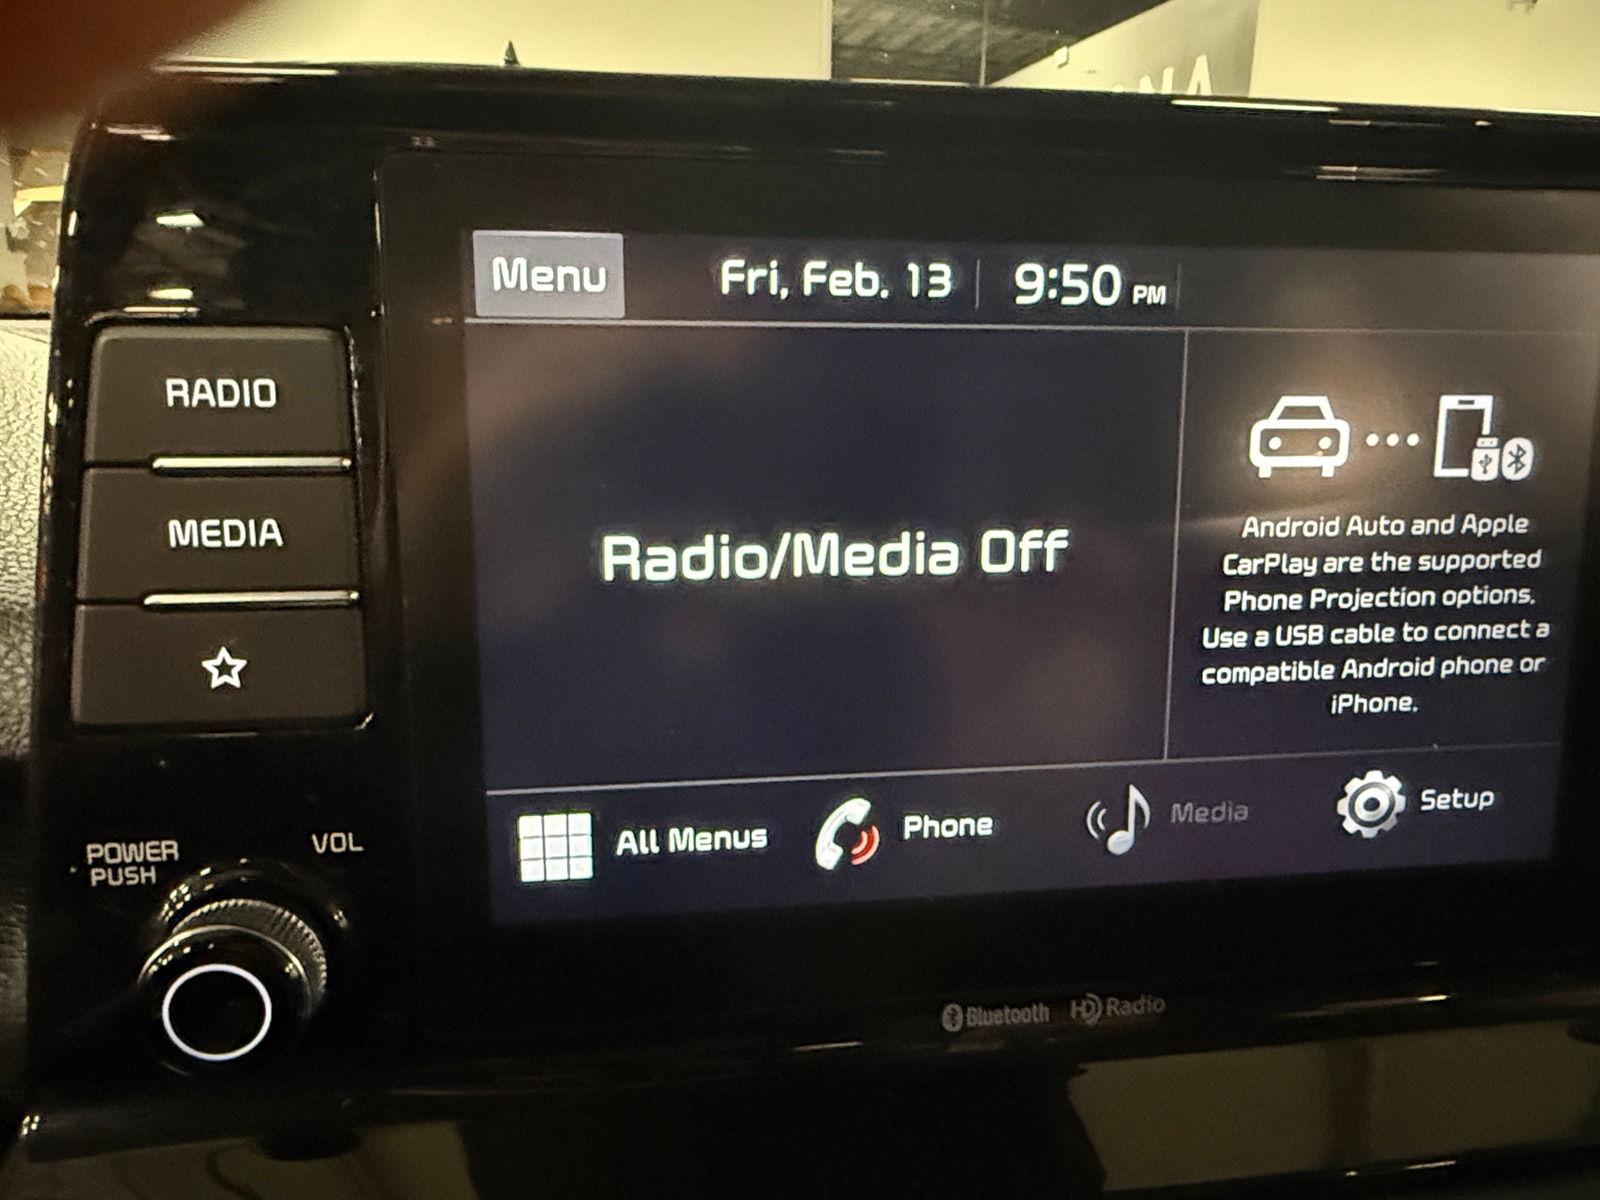 Menu
Fri, Feb. 13
9:50 PM
RADIO
MEDIA
Radio/Media Off
Android Auto and Apple
CarPlay are the supported
Phone Projection options.
Use a USB cable to connect a
compatible Android phone or
iPhone.
All Menus
Phone
Media
Setup
POWER
PUSH
VOL
Bluetooth
HD Radio